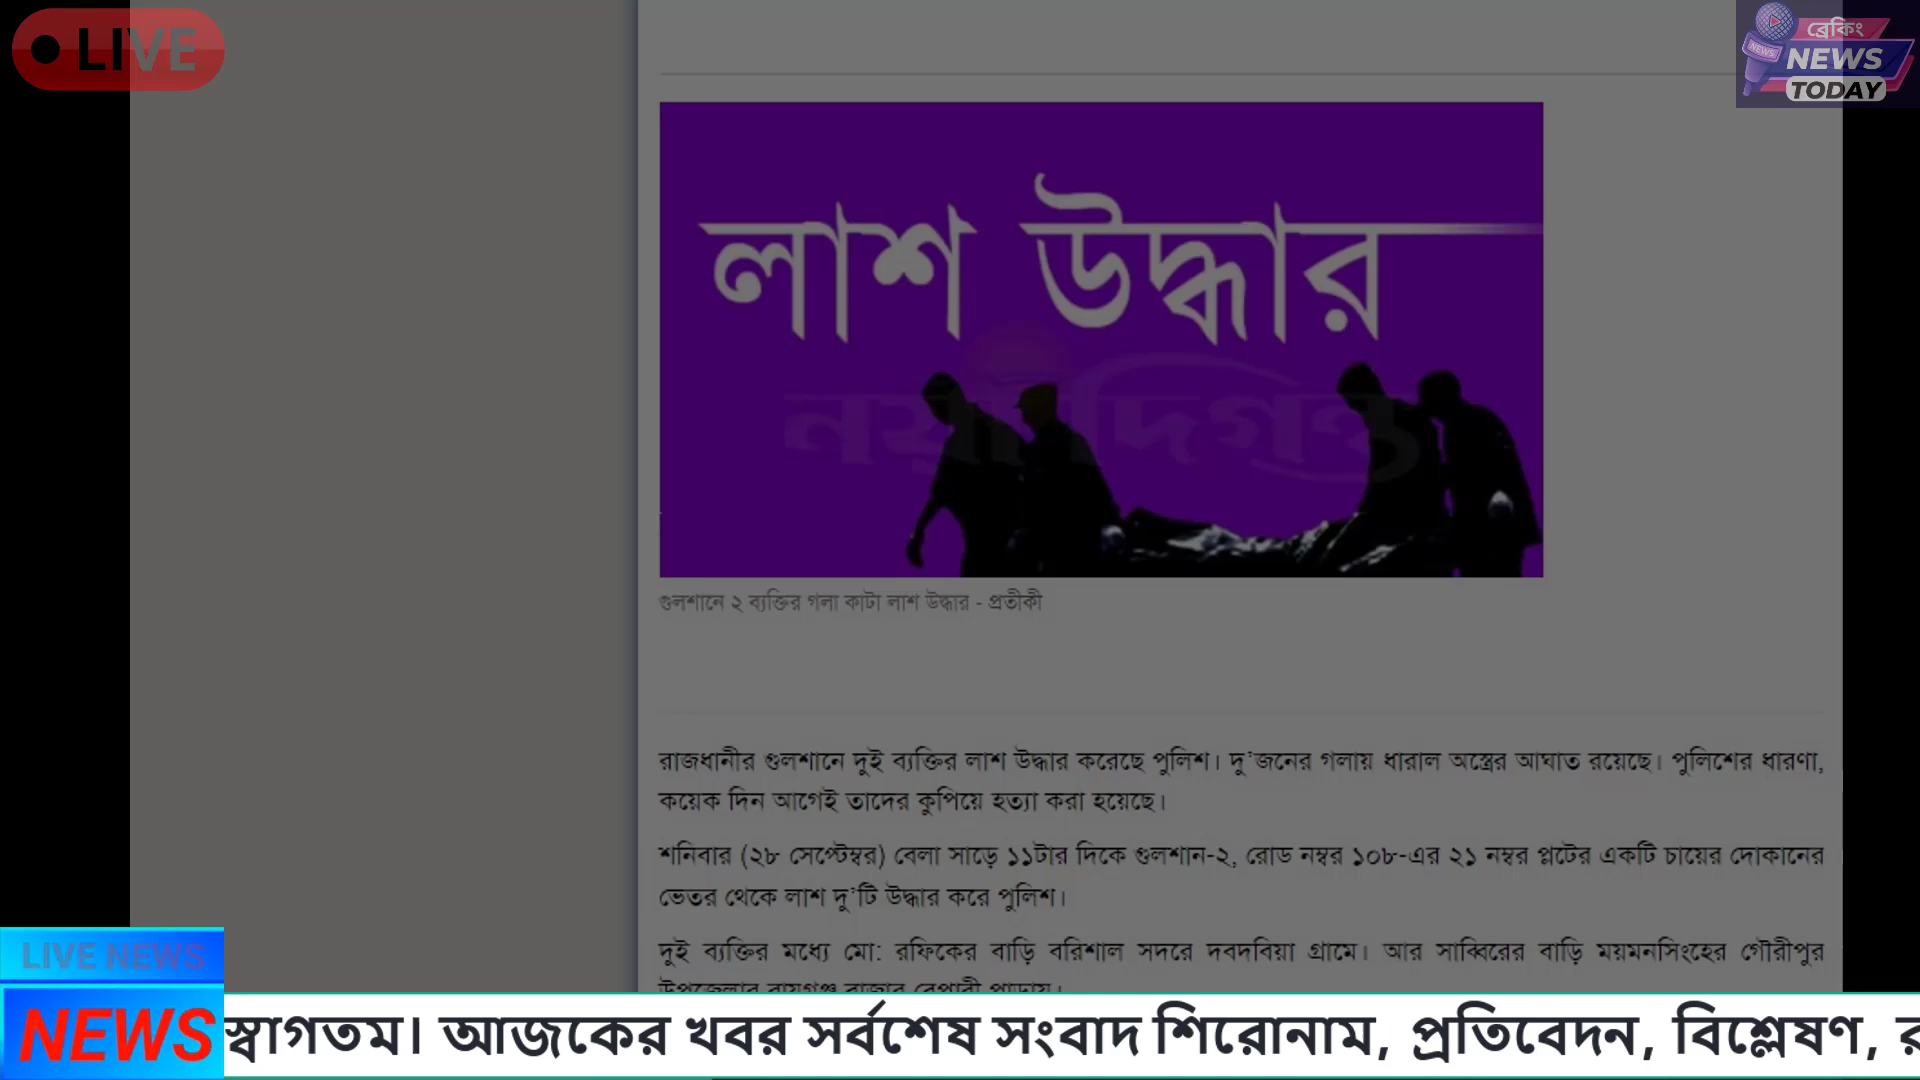 LIVE
ব্রেকিং
NEWS
NEWS
TODAY
লাশ উদ্ধার
নয়া দিগন্ত
গুলশানে ২ ব্যক্তির গলা কাটা লাশ উদ্ধার - প্রতীকী
রাজধানীর গুলশানে দুই ব্যক্তির লাশ উদ্ধার করেছে পুলিশ। দু'জনের গলায় ধারাল অস্ত্রের আঘাত রয়েছে। পুলিশের ধারণা,
কয়েক দিন আগেই তাদের কুপিয়ে হত্যা করা হয়েছে।
শনিবার (২৮ সেপ্টেম্বর) বেলা সাড়ে ১১টার দিকে গুলশান-২, রোড নম্বর ১০৮-এর ২১ নম্বর প্লটের একটি চায়ের দোকানের
ভেতর থেকে লাশ দু'টি উদ্ধার করে পুলিশ।
দুই ব্যক্তির মধ্যে মো: রফিকের বাড়ি বরিশাল সদরে দবদবিয়া গ্রামে। আর সাব্বিরের বাড়ি ময়মনসিংহের গৌরীপুর
LIVE NEWS
NEWS
স্বাগতম। আজকের খবর সর্বশেষ সংবাদ শিরোনাম, প্রতিবেদন, বিশ্লেষণ,